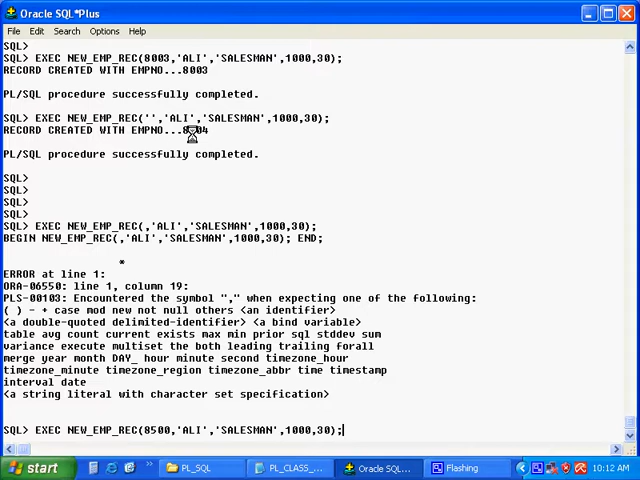 Oracle SQL*Plus
File Edit Search Options Help
SQL>
SQL> EXEC NEW_EMP_REC(8003,'ALI','SALESMAN',1000,30);
RECORD CREATED WITH EMPNO...8003
PL/SQL procedure successfully completed.
SQL> EXEC NEW_EMP_REC('','ALI','SALESMAN',1000,30);
RECORD CREATED WITH EMPNO...8004
PL/SQL procedure successfully completed.
SQL>
SQL>
SQL>
SQL>
SQL> EXEC NEW_EMP_REC(,'ALI','SALESMAN',1000,30);
BEGIN NEW_EMP_REC(,'ALI','SALESMAN',1000,30); END;
*
ERROR at line 1:
ORA-06550: line 1, column 19:
PLS-00103: Encountered the symbol "," when expecting one of the following:
( ) - + case mod new not null others <an identifier>
<a double-quoted delimited-identifier> <a bind variable>
table avg count current exists max min prior sql stddev sum
variance execute multiset the both leading trailing forall
merge year month DAY_ hour minute second timezone_hour
timezone_minute timezone_region timezone_abbr time timestamp
interval date
<a string literal with character set specification>
SQL> EXEC NEW_EMP_REC(8500,'ALI','SALESMAN',1000,30);
start PL_SQL PL_CLASS_... Oracle SQL*... Flashing 10:12 AM